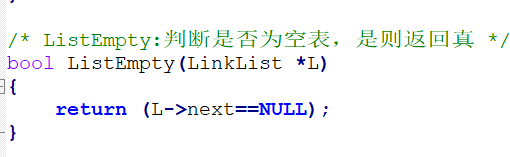 /* ListEmpty:判断是否为空表，是则返回真 */
bool ListEmpty(LinkList *L)
{
    return (L->next==NULL);
}